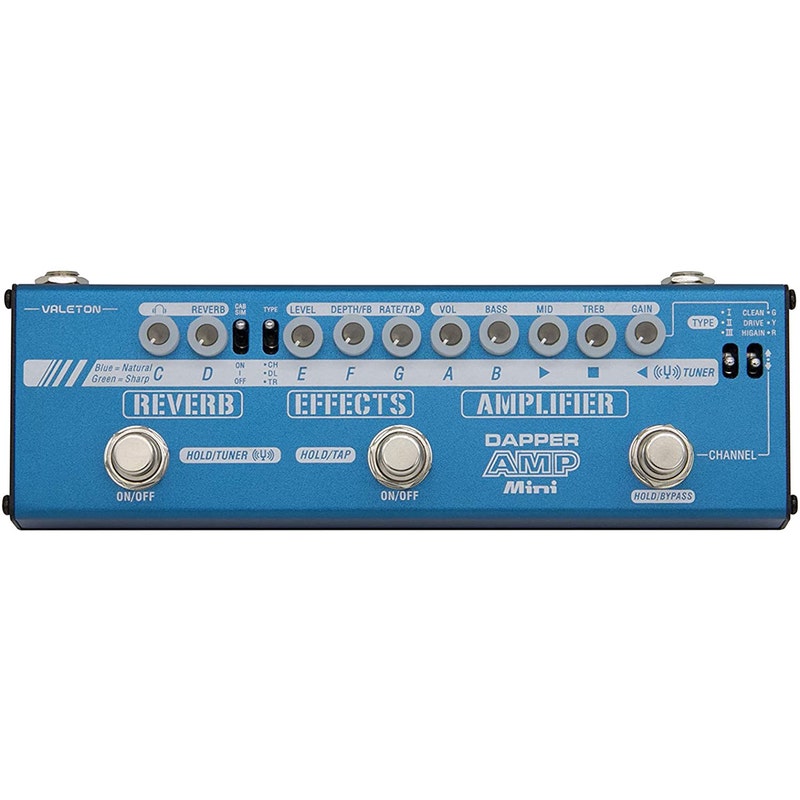 VALETON
REVERB
CAB SIM
TYPE
LEVEL
DEPTH/FB
RATE/TAP
VOL
BASS
MID
TREB
GAIN
TYPE
• I
• II
• III
CLEAN • G
DRIVE • Y
HIGAIN • R
Blue = Natural
Green = Sharp
C
D
ON
I
OFF
• CH
• DL
• TR
E
F
G
A
B
▶
■
◀
TUNER
REVERB
EFFECTS
AMPLIFIER
HOLD/TUNER
HOLD/TAP
DAPPER
AMP
Mini
CHANNEL
ON/OFF
ON/OFF
HOLD/BYPASS